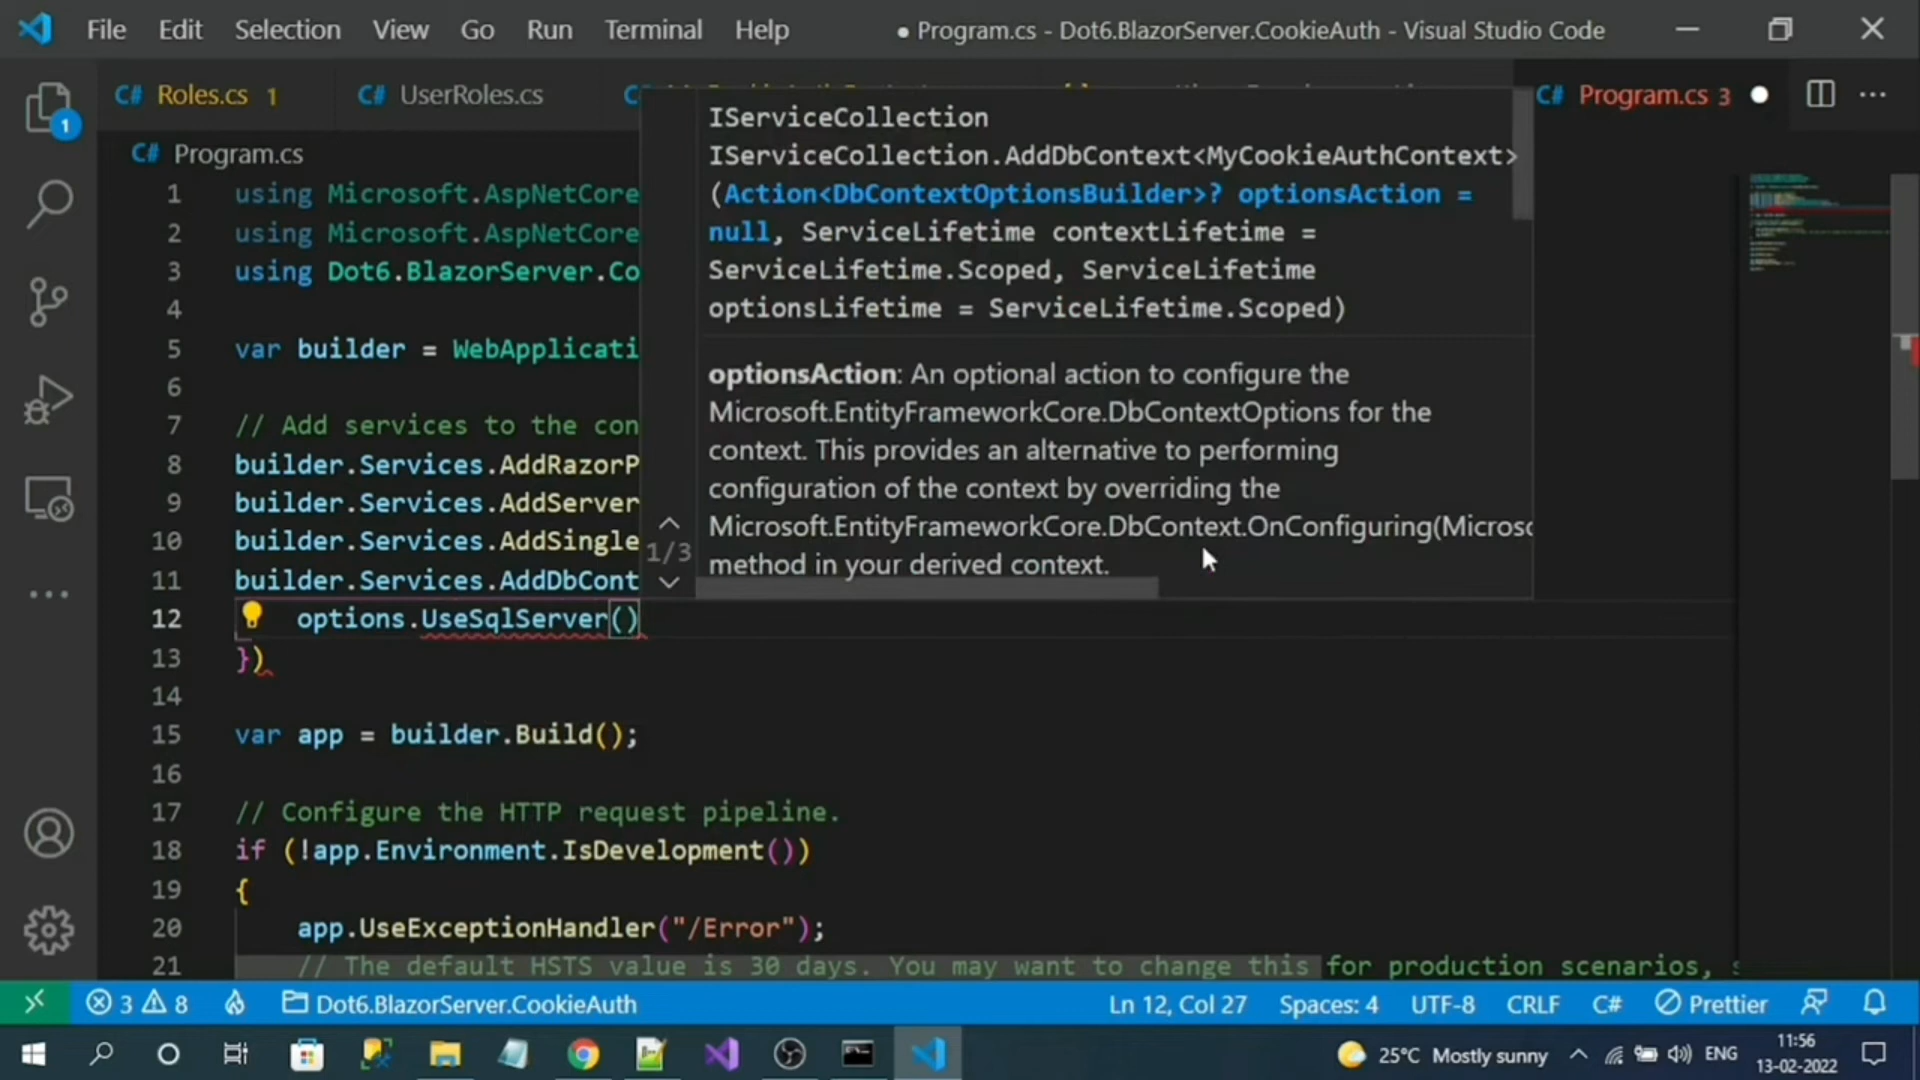 File Edit Selection View Go Run Terminal Help ● Program.cs - Dot6.BlazorServer.CookieAuth - Visual Studio Code
C# Roles.cs 1 C# UserRoles.cs C# Program.cs 3
1
C# Program.cs
1 using Microsoft.AspNetCore
2 using Microsoft.AspNetCore
3 using Dot6.BlazorServer.Co
4
5 var builder = WebApplicati
6
7 // Add services to the con
8 builder.Services.AddRazorP
9 builder.Services.AddServer
10 builder.Services.AddSingle
11 builder.Services.AddDbCont
12 options.UseSqlServer()
13 })
14
15 var app = builder.Build();
16
17 // Configure the HTTP request pipeline.
18 if (!app.Environment.IsDevelopment())
19 {
20 app.UseExceptionHandler("/Error");
21 // The default HSTS value is 30 days. You may want to change this for production scenarios, s
IServiceCollection
IServiceCollection.AddDbContext<MyCookieAuthContext>
(Action<DbContextOptionsBuilder>? optionsAction =
null, ServiceLifetime contextLifetime =
ServiceLifetime.Scoped, ServiceLifetime
optionsLifetime = ServiceLifetime.Scoped)
optionsAction: An optional action to configure the
Microsoft.EntityFrameworkCore.DbContextOptions for the
context. This provides an alternative to performing
configuration of the context by overriding the
Microsoft.EntityFrameworkCore.DbContext.OnConfiguring(Microso
method in your derived context.
1/3
3 8 Dot6.BlazorServer.CookieAuth Ln 12, Col 27 Spaces: 4 UTF-8 CRLF C# Prettier
25°C Mostly sunny ENG 11:56
13-02-2022